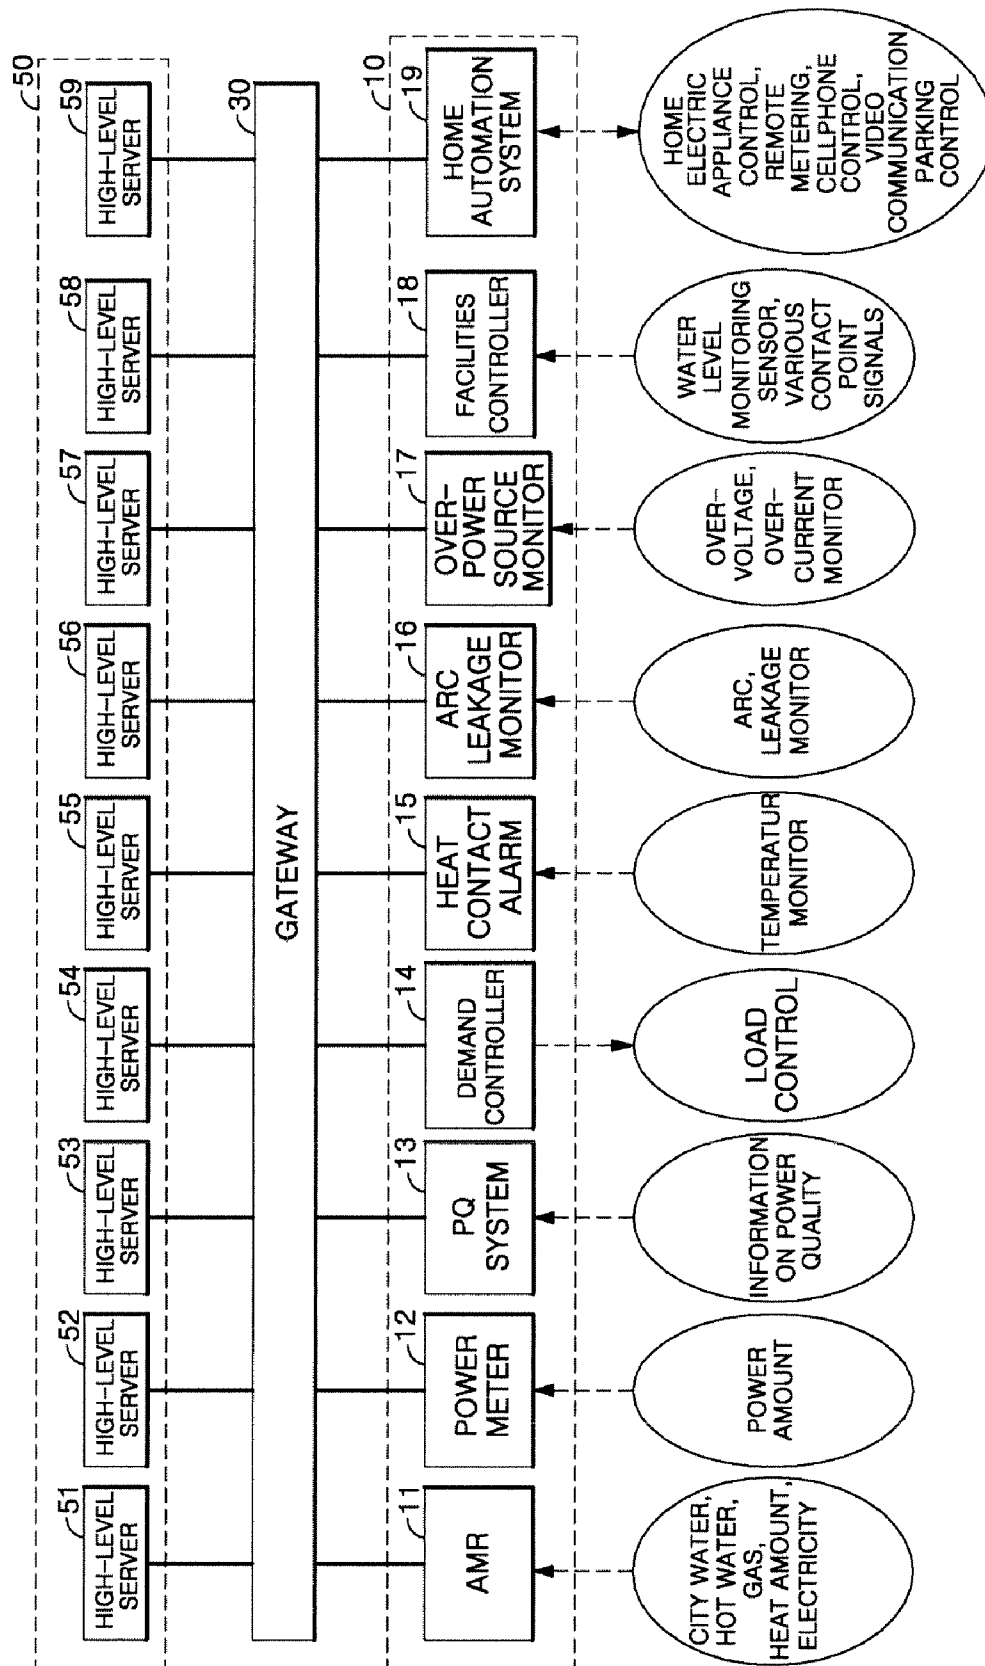 50
51
HIGH-LEVEL
SERVER
52
HIGH-LEVEL
SERVER
53
HIGH-LEVEL
SERVER
54
HIGH-LEVEL
SERVER
55
HIGH-LEVEL
SERVER
56
HIGH-LEVEL
SERVER
57
HIGH-LEVEL
SERVER
58
HIGH-LEVEL
SERVER
59
HIGH-LEVEL
SERVER
30
GATEWAY
10
11
AMR
12
POWER
METER
13
PQ
SYSTEM
14
DEMAND
CONTROLLER
15
HEAT
CONTACT
ALARM
16
ARC
LEAKAGE
MONITOR
17
OVER-
POWER
SOURCE
MONITOR
18
FACILITIES
CONTROLLER
19
HOME
AUTOMATION
SYSTEM
CITY WATER,
HOT WATER,
GAS,
HEAT AMOUNT,
ELECTRICITY
POWER
AMOUNT
INFORMATION
ON POWER
QUALITY
LOAD
CONTROL
TEMPERATUR
MONITOR
ARC,
LEAKAGE
MONITOR
OVER-
VOLTAGE,
OVER-
CURRENT
MONITOR
WATER
LEVEL
MONITORING
SENSOR,
VARIOUS
CONTACT
POINT
SIGNALS
HOME
ELECTRIC
APPLIANCE
CONTROL,
REMOTE
METERING,
CELLPHONE
CONTROL,
VIDEO
COMMUNICATION
PARKING
CONTROL